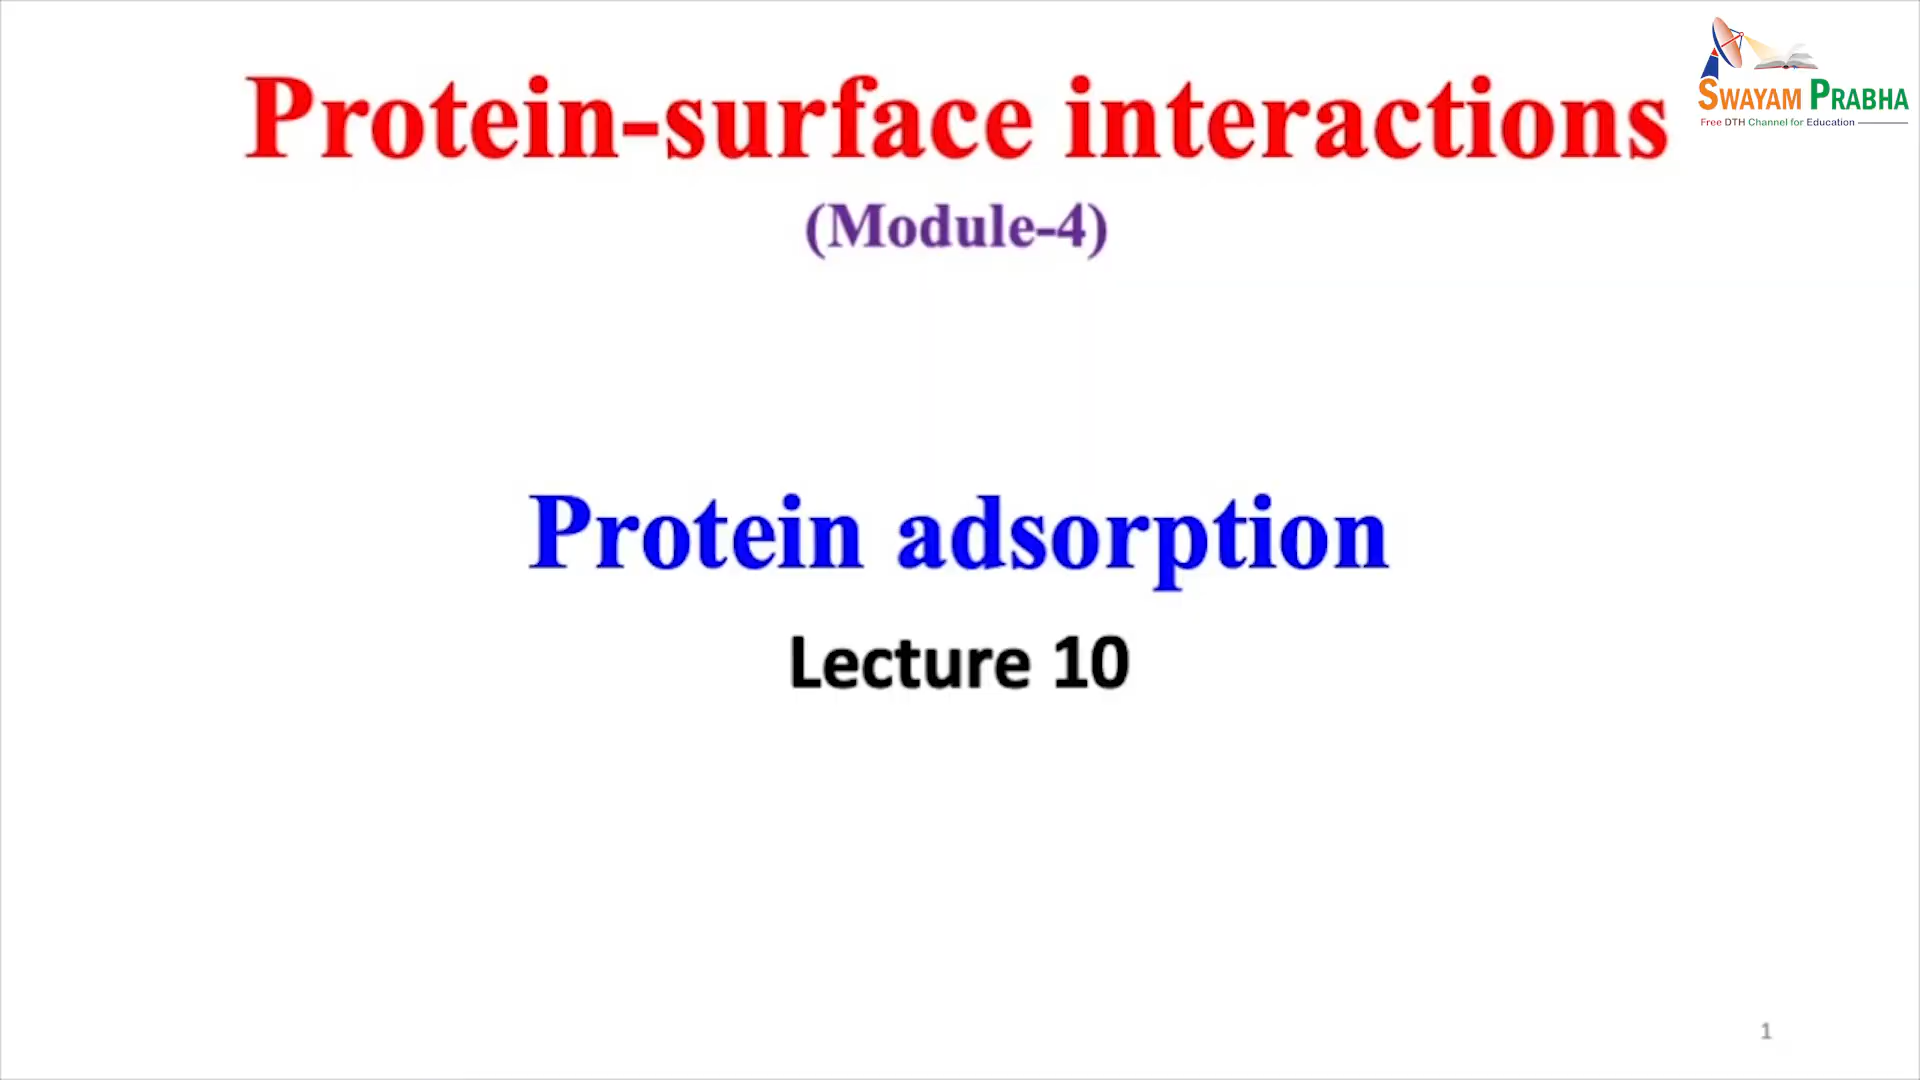 Protein-surface interactions
(Module-4)
SWAYAM PRABHA
Free DTH Channel for Education
Protein adsorption
Lecture 10
1